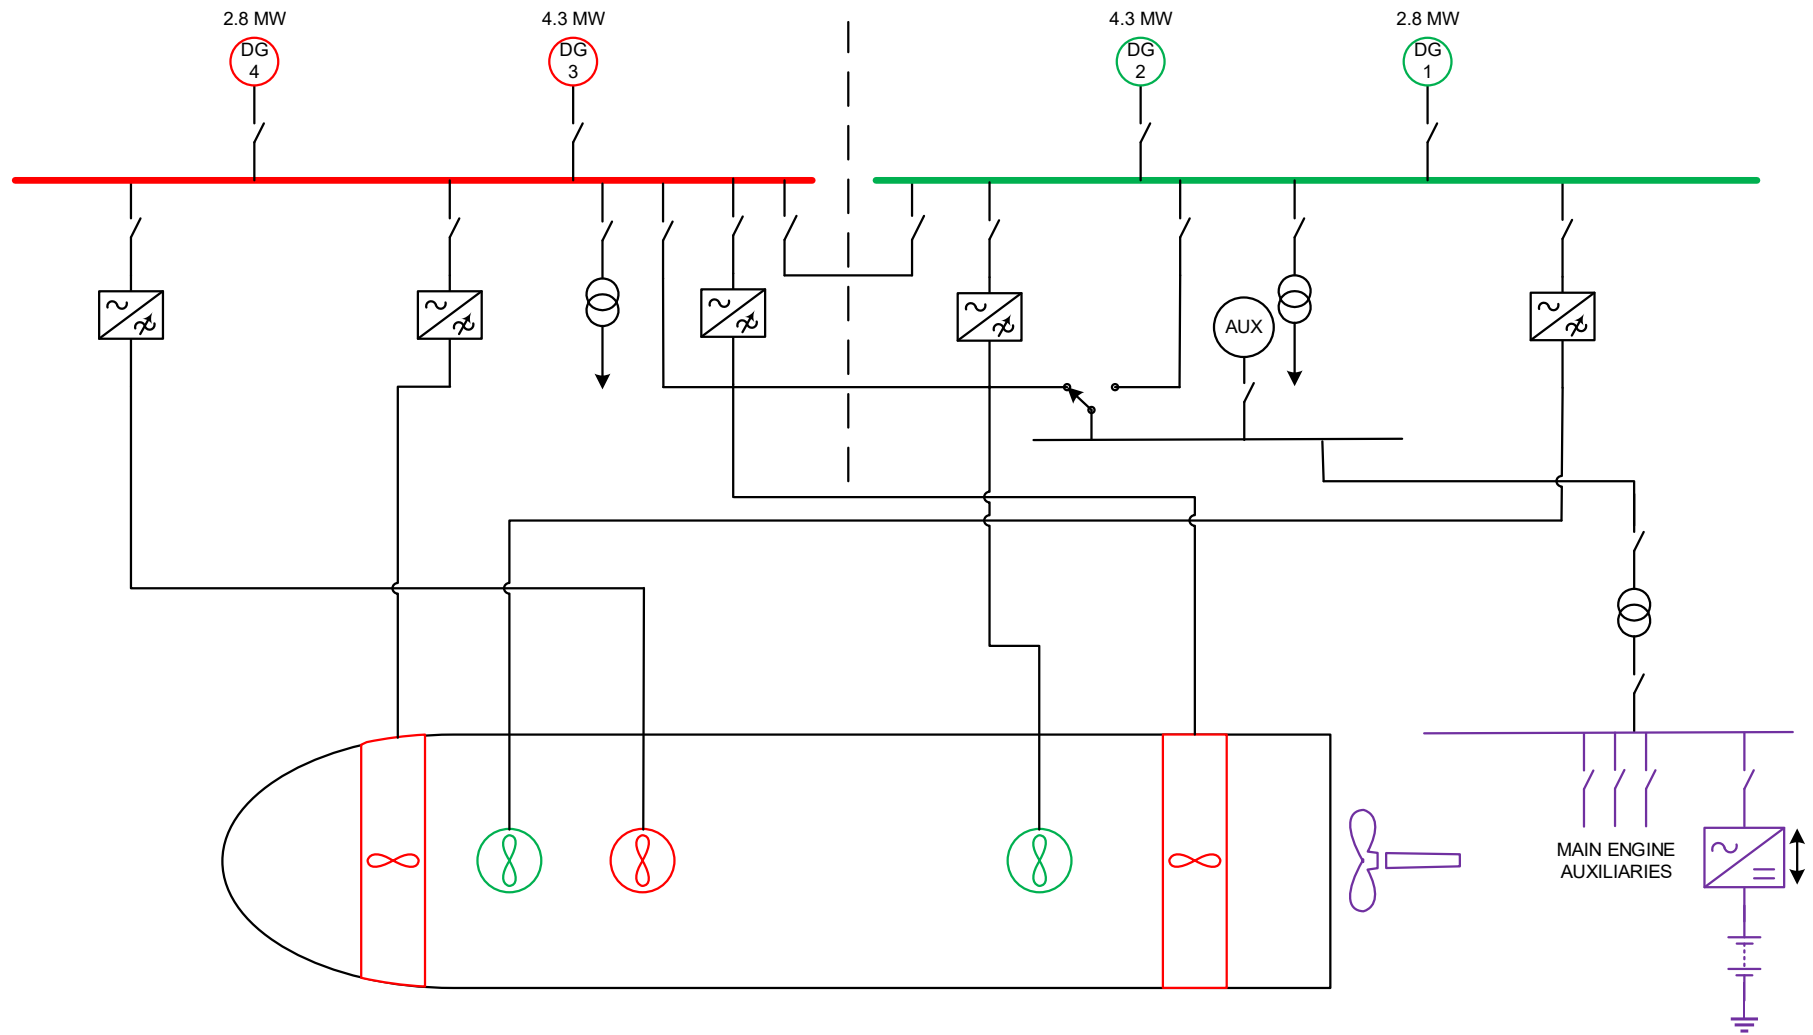 2.8 MW
4.3 MW
4.3 MW
2.8 MW
DG
4
DG
3
DG
2
DG
1
AUX
MAIN ENGINE
AUXILIARIES